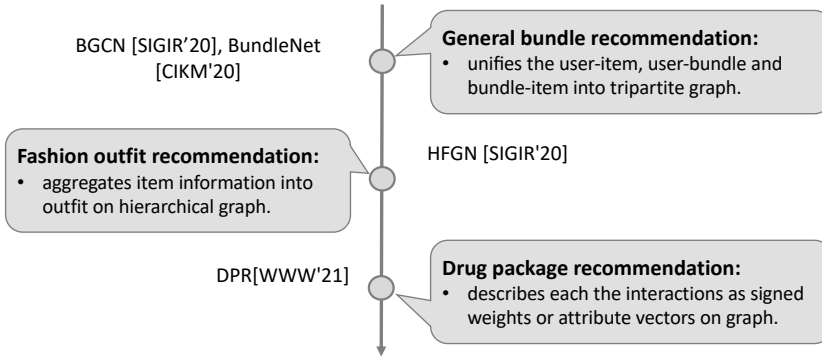 BGCN [SIGIR’20], BundleNet
[CIKM'20]
General bundle recommendation:
• unifies the user-item, user-bundle and
bundle-item into tripartite graph.
Fashion outfit recommendation:
• aggregates item information into
outfit on hierarchical graph.
HFGN [SIGIR'20]
DPR[WWW'21]
Drug package recommendation:
• describes each the interactions as signed
weights or attribute vectors on graph.